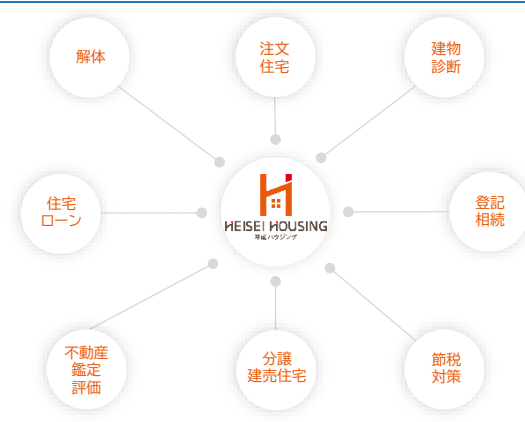 解体
注文
住宅
建物
診断
住宅
ローン
HEISEI HOUSING
平成ハウジング
登記
相続
不動産
鑑定
評価
分譲
建売住宅
節税
対策